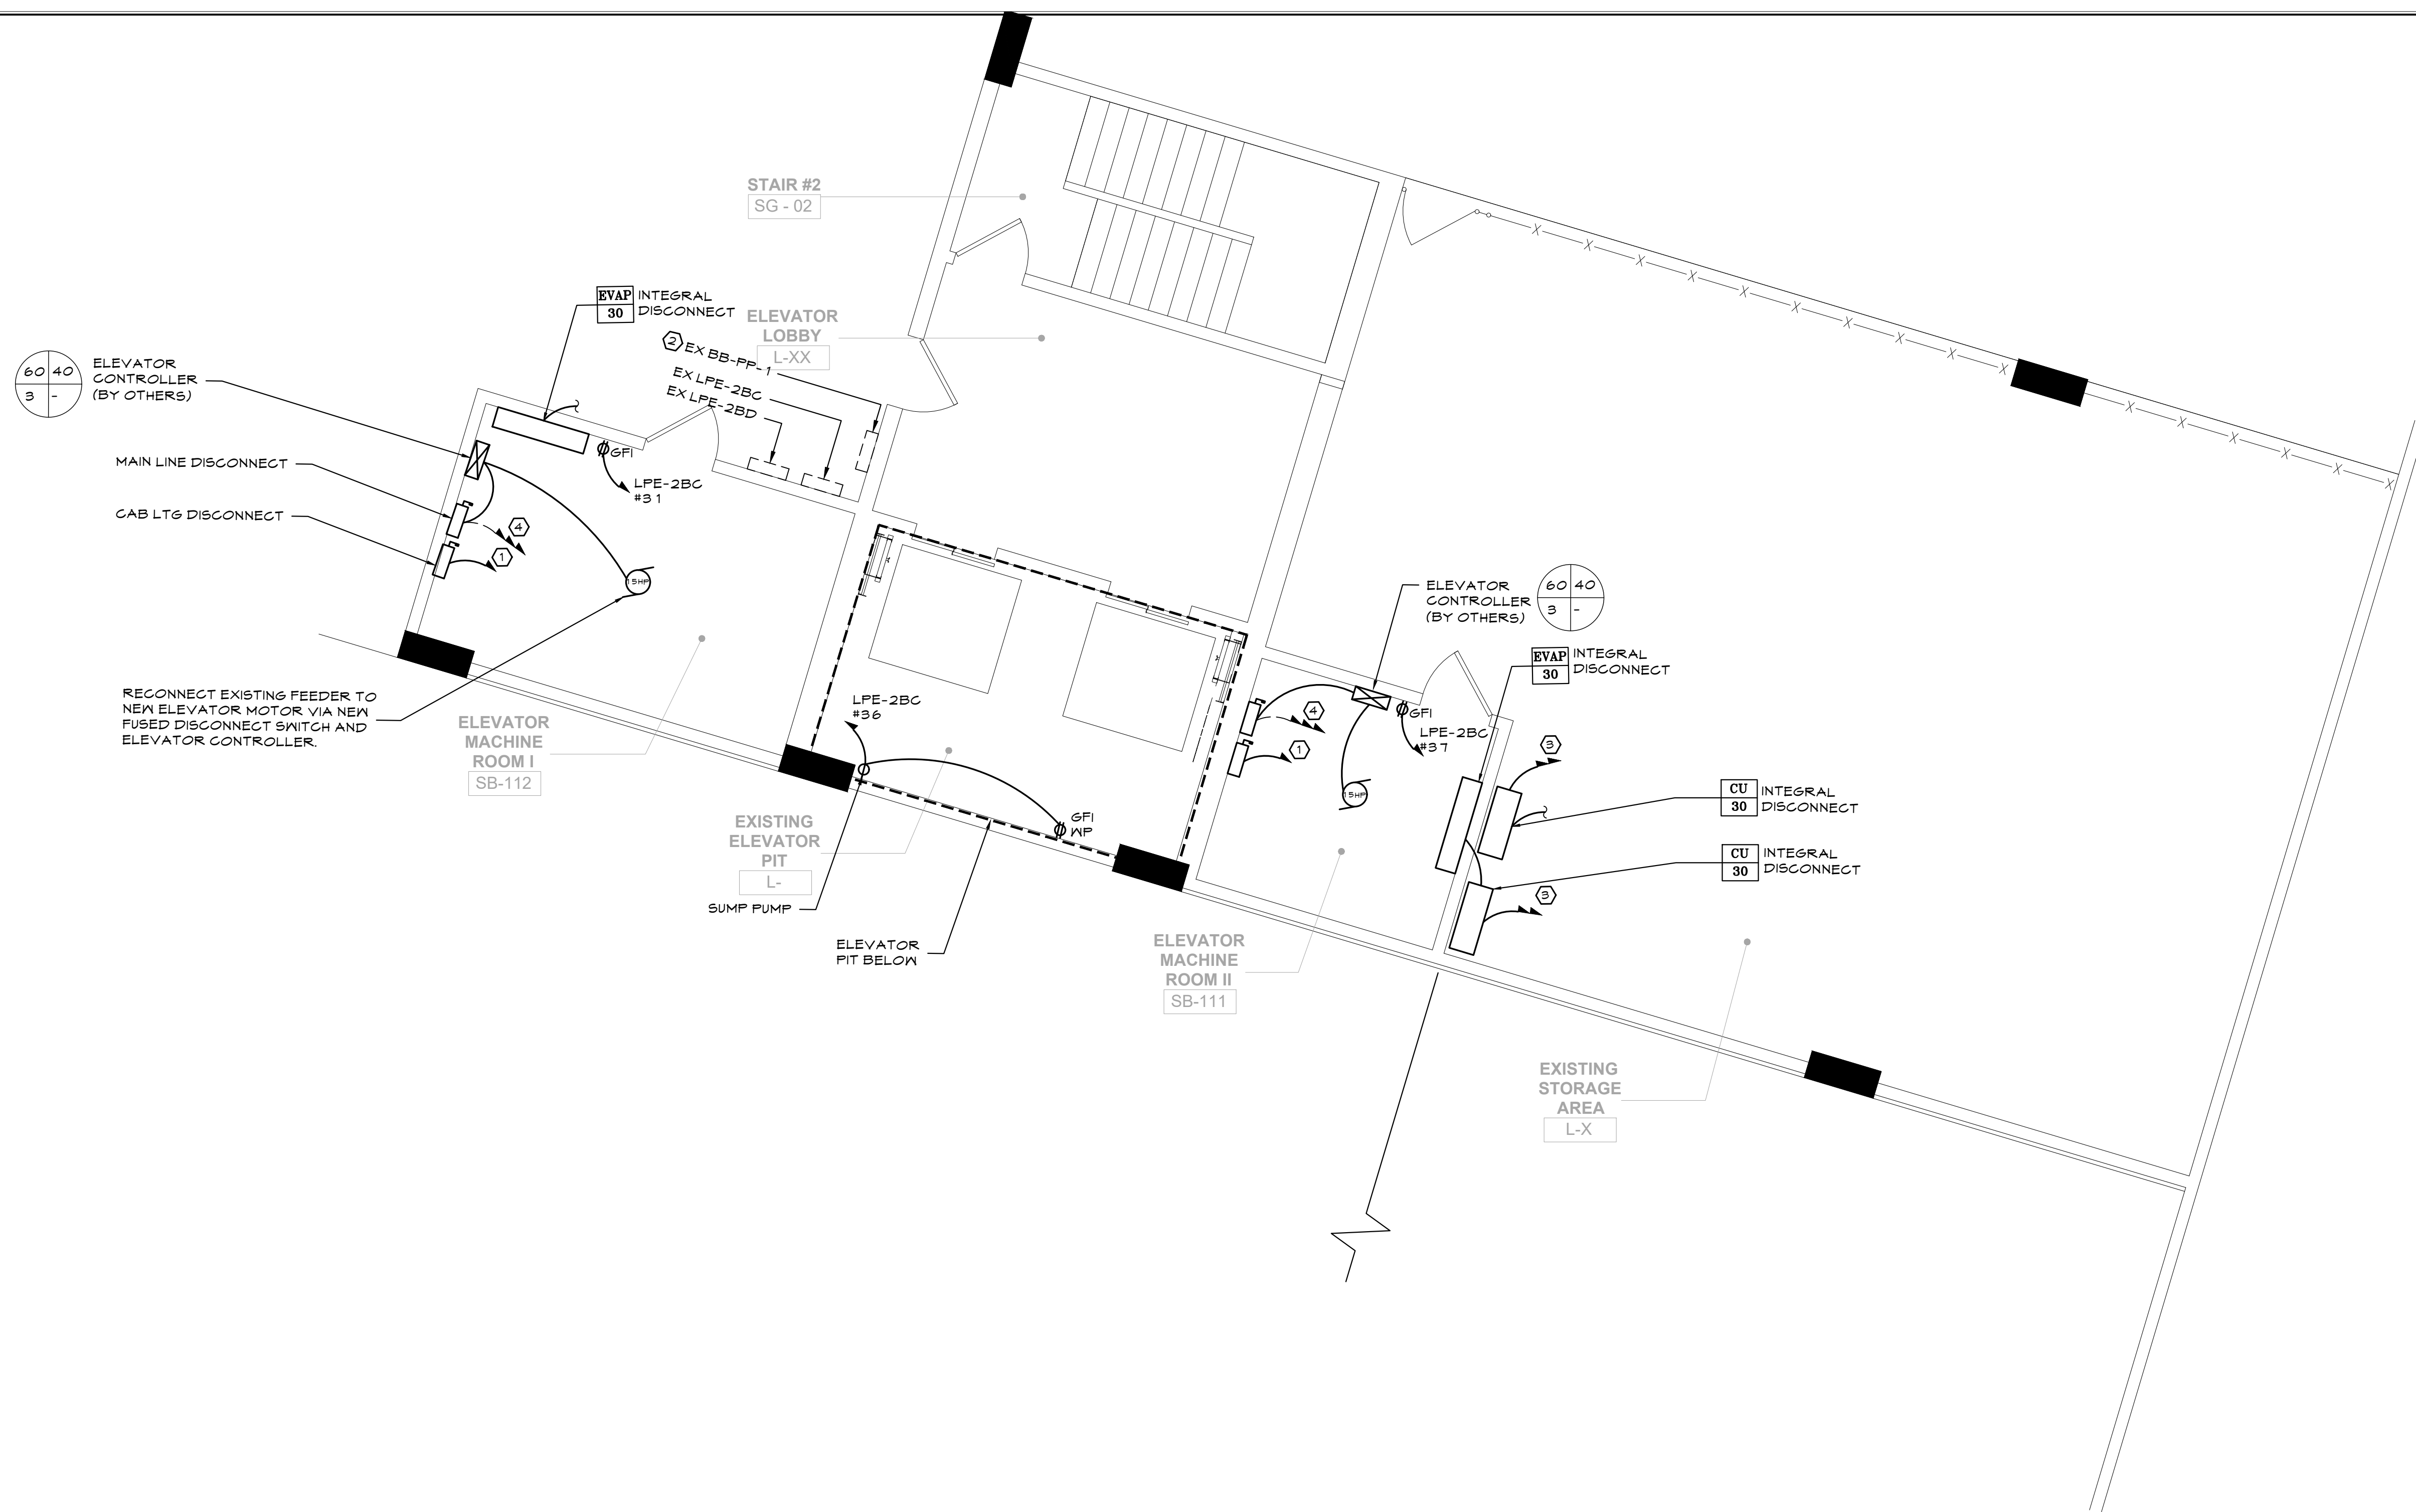 STAIR #2
SG - 02
EVAP
30
INTEGRAL
DISCONNECT
ELEVATOR
LOBBY
L-XX
2
EX BB-PP-1
EX LPE-2BC
EX LPE-2BD
60 40
3 -
ELEVATOR
CONTROLLER
(BY OTHERS)
MAIN LINE DISCONNECT
CAB LTG DISCONNECT
GFI
LPE-2BC
#31
4
1
15HP
RECONNECT EXISTING FEEDER TO
NEW ELEVATOR MOTOR VIA NEW
FUSED DISCONNECT SWITCH AND
ELEVATOR CONTROLLER.
ELEVATOR
MACHINE
ROOM I
SB-112
LPE-2BC
#36
EXISTING
ELEVATOR
PIT
L-
SUMP PUMP
GFI
WP
ELEVATOR
PIT BELOW
ELEVATOR
CONTROLLER
(BY OTHERS)
60 40
3 -
EVAP
30
INTEGRAL
DISCONNECT
4
1
GFI
LPE-2BC
#37
15HP
3
CU
30
INTEGRAL
DISCONNECT
CU
30
INTEGRAL
DISCONNECT
3
ELEVATOR
MACHINE
ROOM II
SB-111
EXISTING
STORAGE
AREA
L-X
X X X X X X X X X X X X X X X X